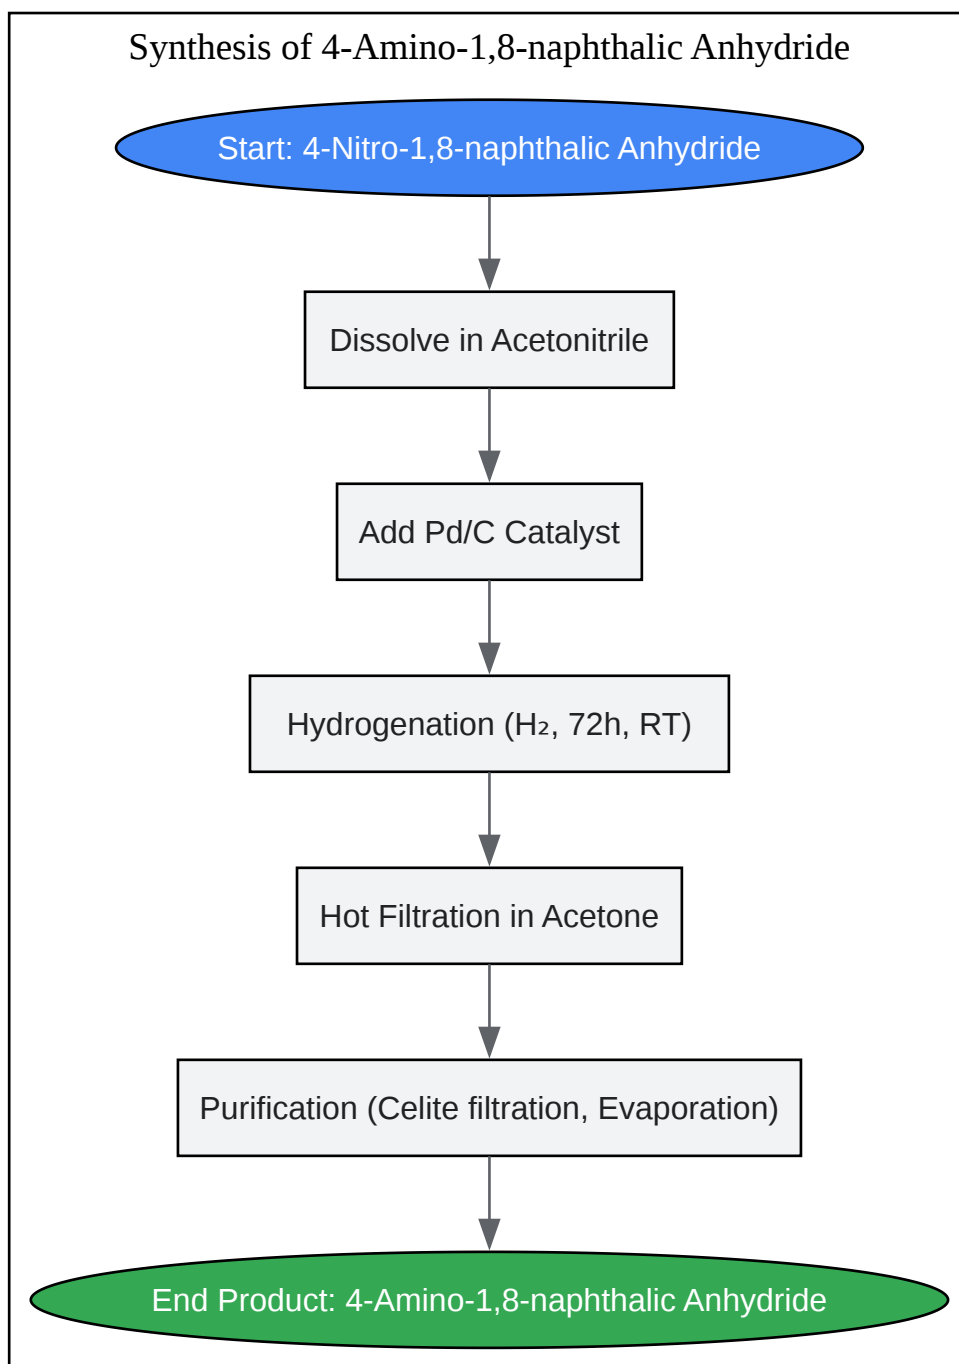 Synthesis of 4-Amino-1,8-naphthalic Anhydride
Start: 4-Nitro-1,8-naphthalic Anhydride
Dissolve in Acetonitrile
Add Pd/C Catalyst
Hydrogenation (H₂, 72h, RT)
Hot Filtration in Acetone
Purification (Celite filtration, Evaporation)
End Product: 4-Amino-1,8-naphthalic Anhydride